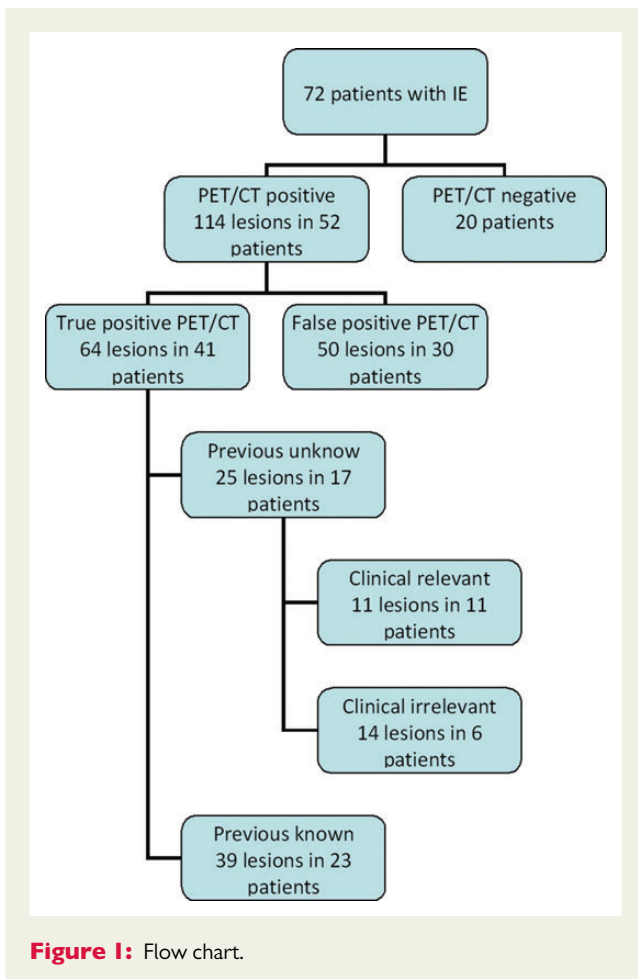 72 patients with IE
PET/CT positive
114 lesions in 52
patients
PET/CT negative
20 patients
True positive PET/CT
64 lesions in 41
patients
False positive PET/CT
50 lesions in 30
patients
Previous unknow
25 lesions in 17
patients
Clinical relevant
11 lesions in 11
patients
Clinical irrelevant
14 lesions in 6
patients
Previous known
39 lesions in 23
patients
Figure 1: Flow chart.